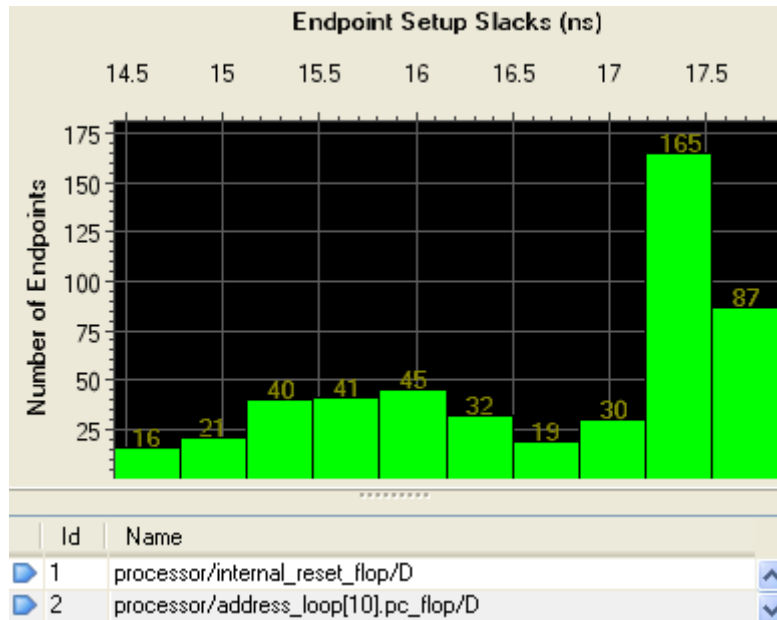 Endpoint Setup Slacks (ns)
14.5 15 15.5 16 16.5 17 17.5
Number of Endpoints
175
150
125
100
75
50
25
16 21 40 41 45 32 19 30 165 87
Id Name
1 processor/internal_reset_flop/D
2 processor/address_loop[10].pc_flop/D